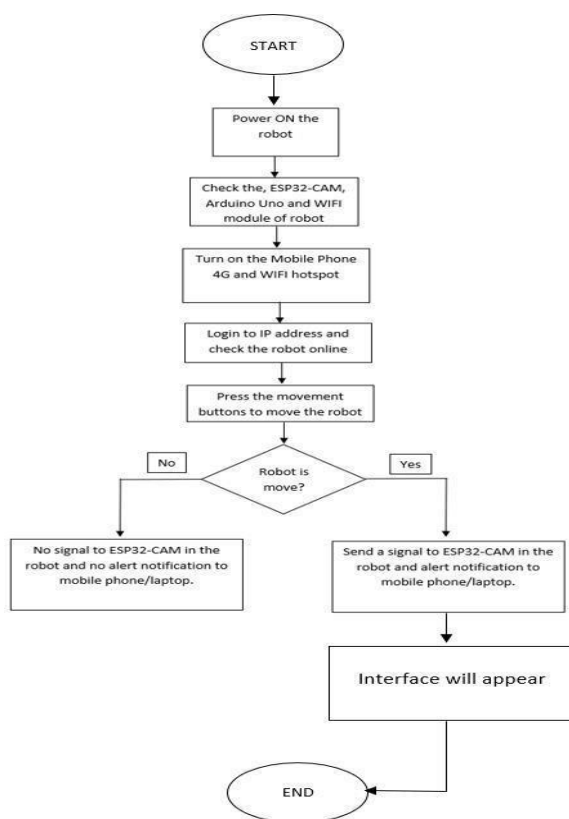 START
Power ON the
robot
Check the, ESP32-CAM,
Arduino Uno and WIFI
module of robot
Turn on the Mobile Phone
4G and WIFI hotspot
Login to IP address and
check the robot online
Press the movement
buttons to move the robot
No
Robot is
move?
Yes
No signal to ESP32-CAM in the
robot and no alert notification to
mobile phone/laptop.
Send a signal to ESP32-CAM in the
robot and alert notification to
mobile phone/laptop.
Interface will appear
END